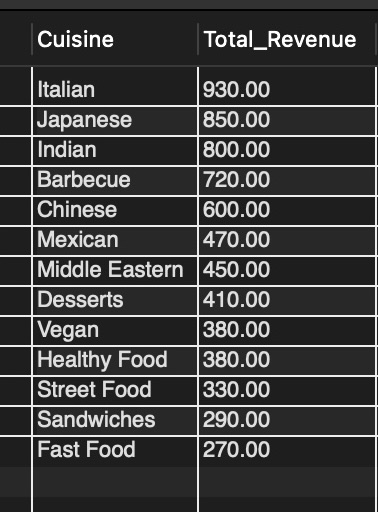 Cuisine Total_Revenue
Italian 930.00
Japanese 850.00
Indian 800.00
Barbecue 720.00
Chinese 600.00
Mexican 470.00
Middle Eastern 450.00
Desserts 410.00
Vegan 380.00
Healthy Food 380.00
Street Food 330.00
Sandwiches 290.00
Fast Food 270.00